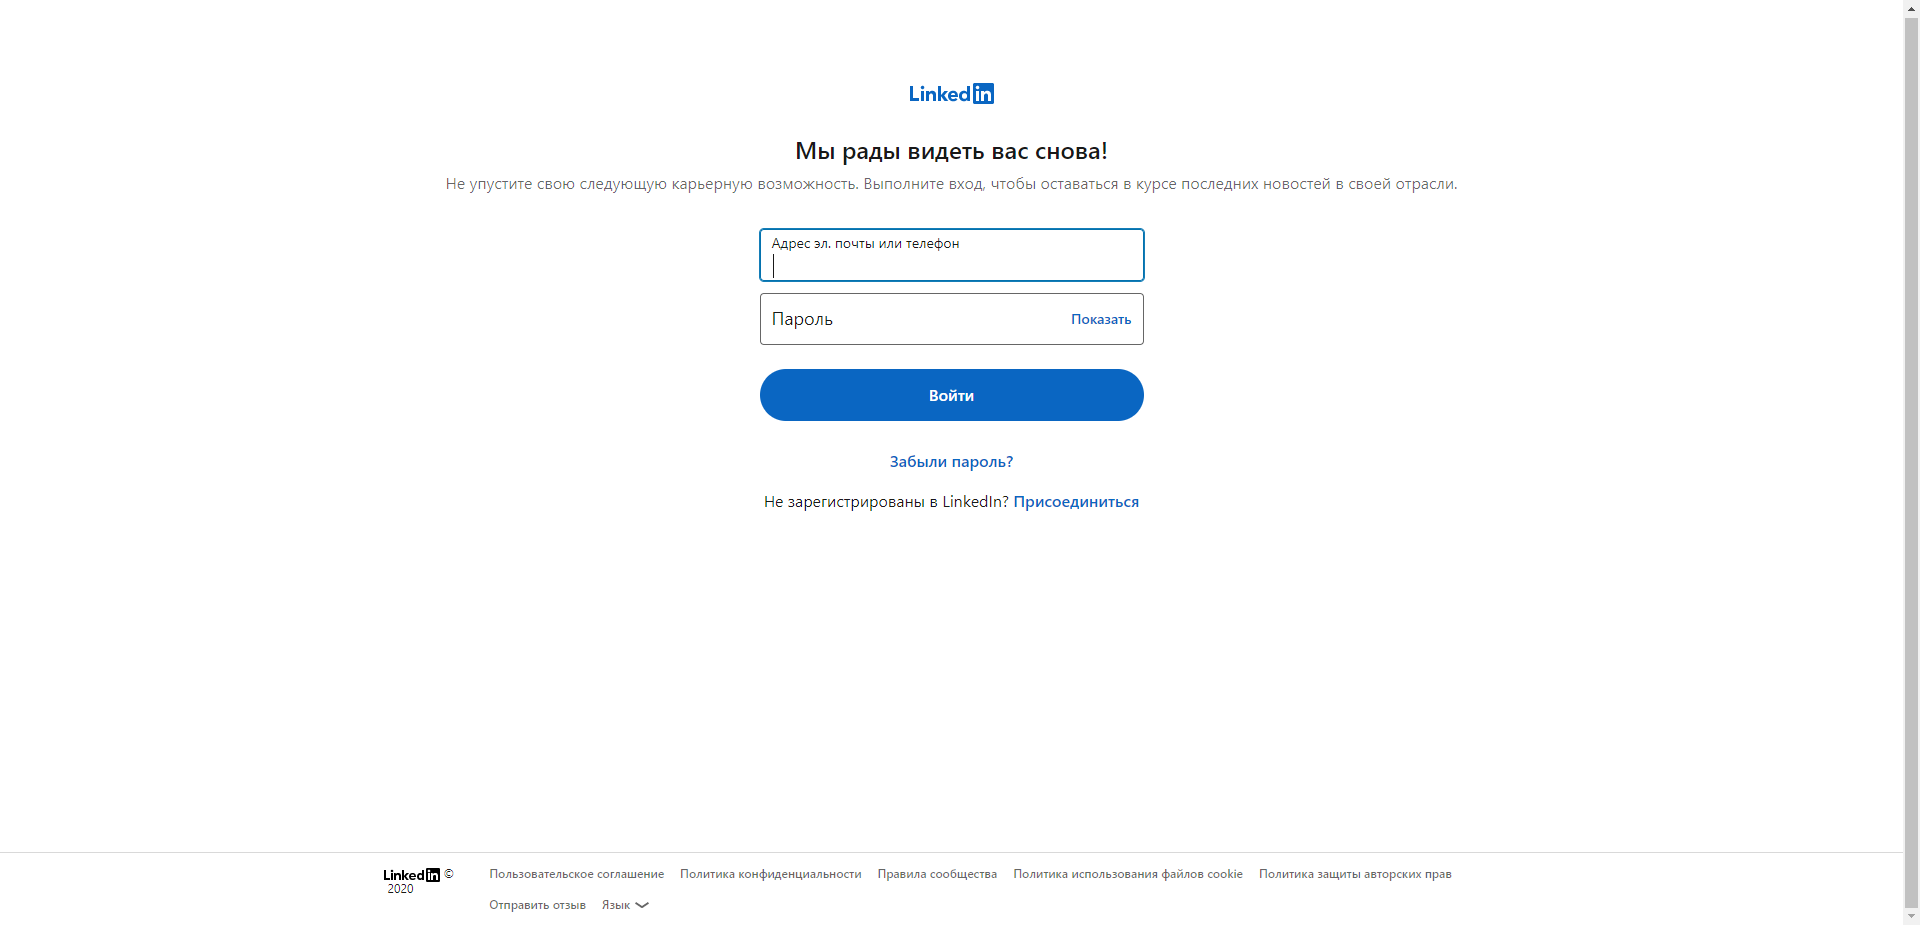 LinkedIn
Мы рады видеть вас снова!
Не упустите свою следующую карьерную возможность. Выполните вход, чтобы оставаться в курсе последних новостей в своей отрасли.
Адрес эл. почты или телефон
Пароль Показать
Войти
Забыли пароль?
Не зарегистрированы в LinkedIn? Присоединиться
LinkedIn © Пользовательское соглашение Политика конфиденциальности Правила сообщества Политика использования файлов cookie Политика защиты авторских прав
2020
Отправить отзыв Язык